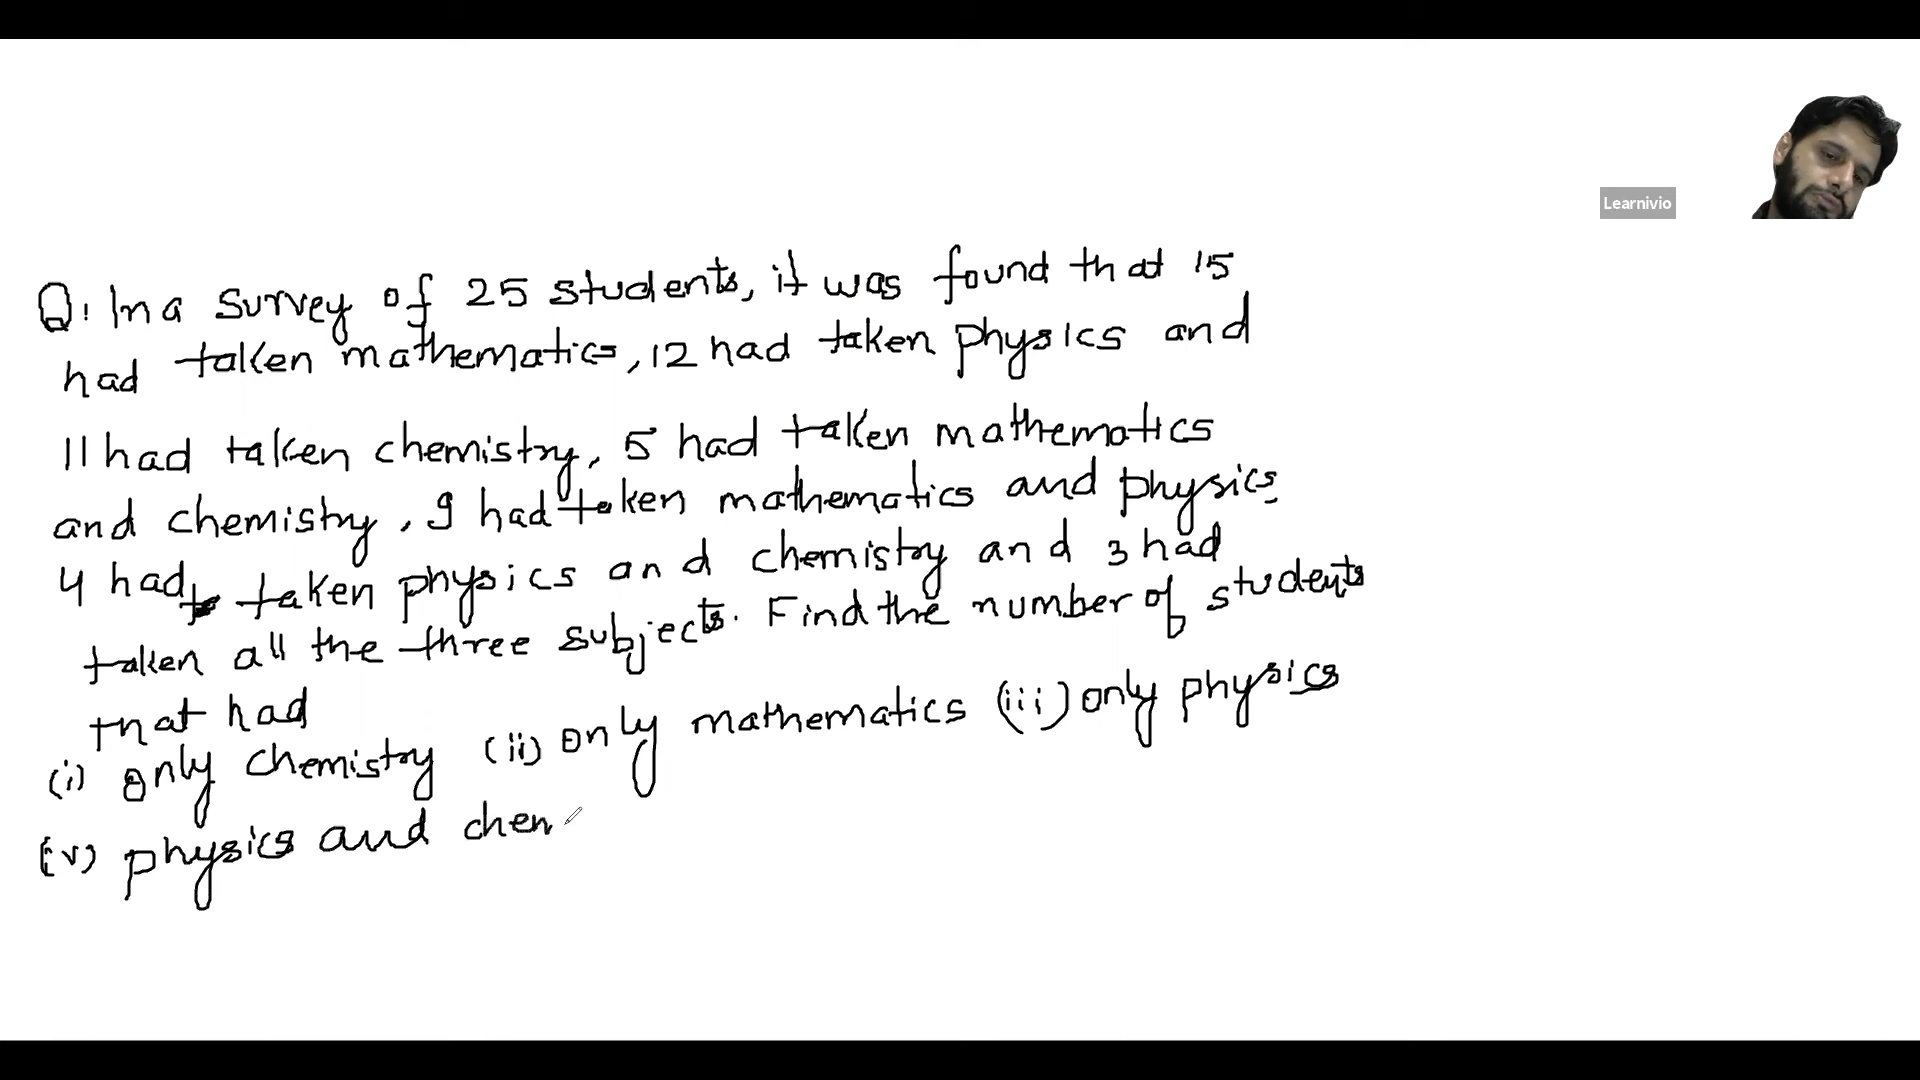 Learnivio
Q. In a survey of 25 students, it was found that 15
had taken mathematics, 12 had taken physics and
11 had taken chemistry, 5 had taken mathematics
and chemistry, 9 had taken mathematics and physics
4 had taken physics and chemistry and 3 had
taken all the three subjects. Find the number of students
that had
(i) only chemistry (ii) only mathematics (iii) only physics
(iv) physics and chem